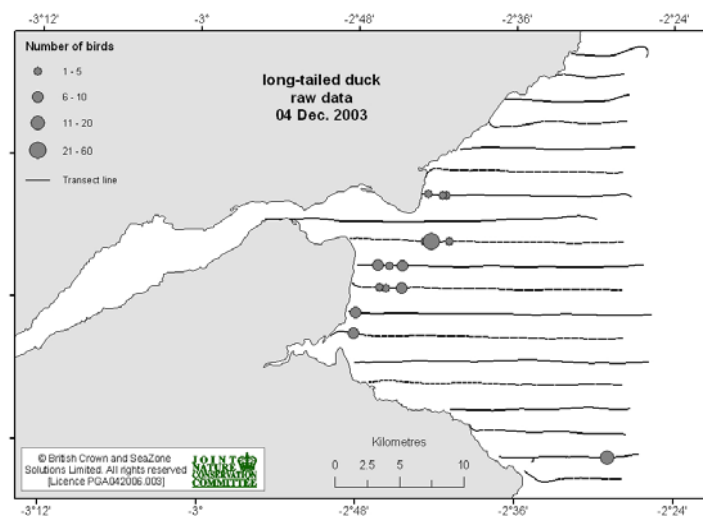 -3°12'
-3°
-2°48'
-2°36'
-2°24'
Number of birds
1 - 5
6 - 10
11 - 20
21 - 60
Transect line
long-tailed duck
raw data
04 Dec. 2003
Kilometres
0 2.5 5 10
© British Crown and SeaZone
Solutions Limited. All rights reserved
[Licence PGA042006.003]
JOINT
NATURE
CONSERVATION
COMMITTEE
-3°12'
-3°
-2°48'
-2°36'
-2°24'